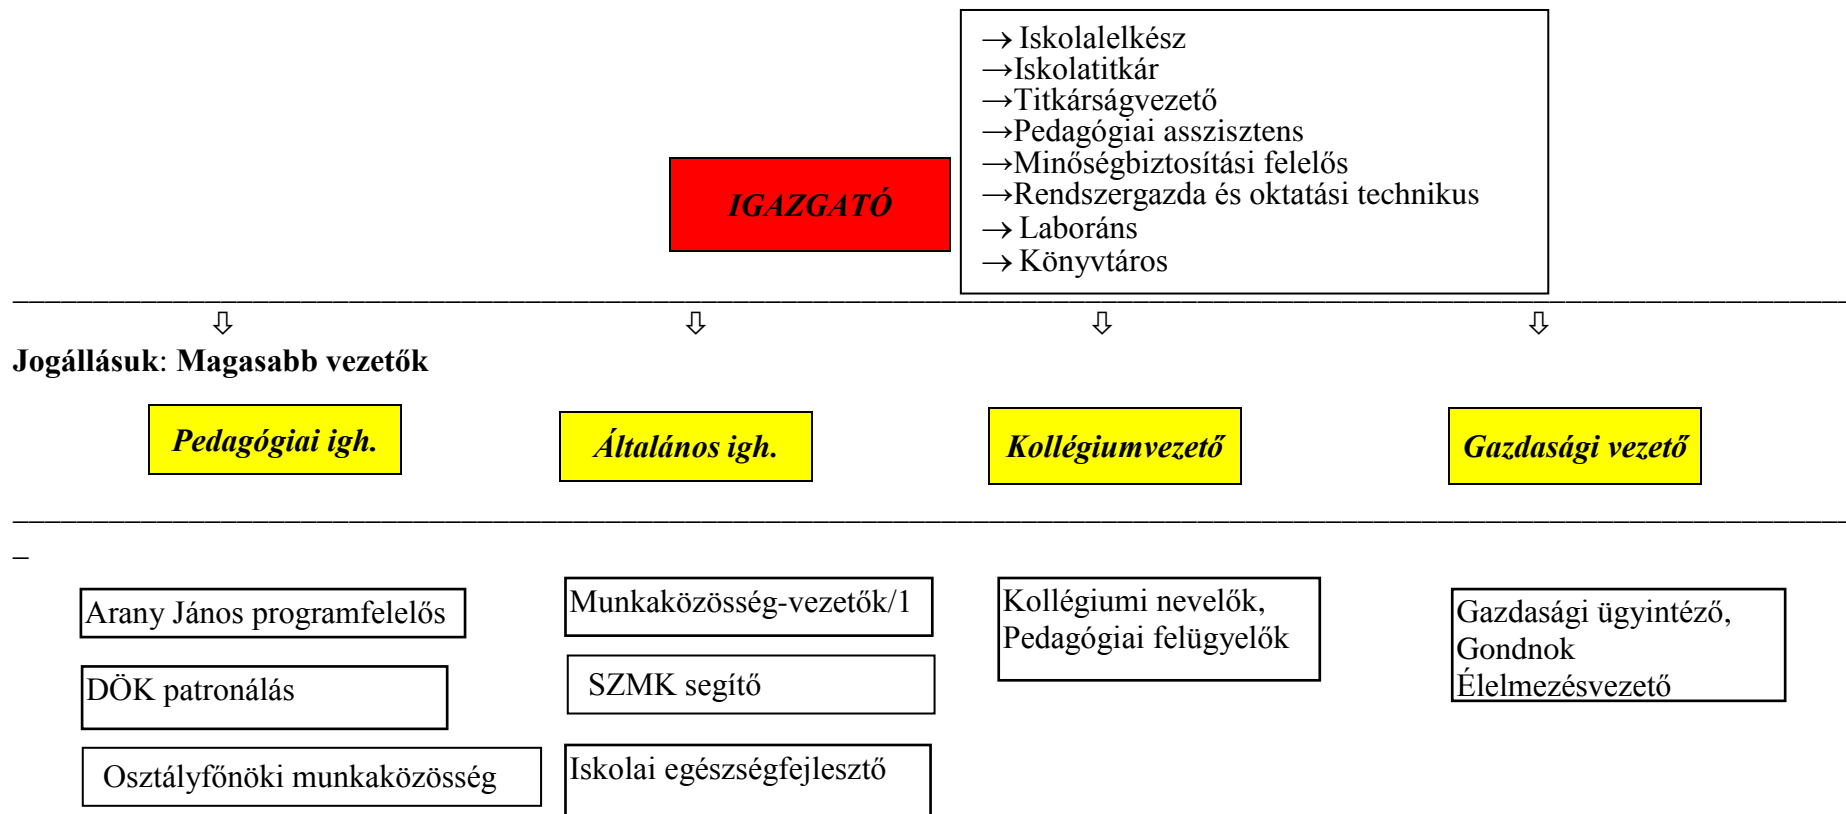 → Iskolalelkész
→Iskolatitkár
→Titkárságvezető
→Pedagógiai asszisztens
→Minőségbiztosítási felelős
→Rendszergazda és oktatási technikus
→ Laboráns
→ Könyvtáros
IGAZGATÓ
⇩ ⇩ ⇩ ⇩
Jogállásuk: Magasabb vezetők
Pedagógiai igh.
Általános igh.
Kollégiumvezető
Gazdasági vezető
Arany János programfelelős
DÖK patronálás
Osztályfőnöki munkaközösség
Munkaközösség-vezetők/1
SZMK segítő
Iskolai egészségfejlesztő
Kollégiumi nevelők,
Pedagógiai felügyelők
Gazdasági ügyintéző,
Gondnok
Élelmezésvezető